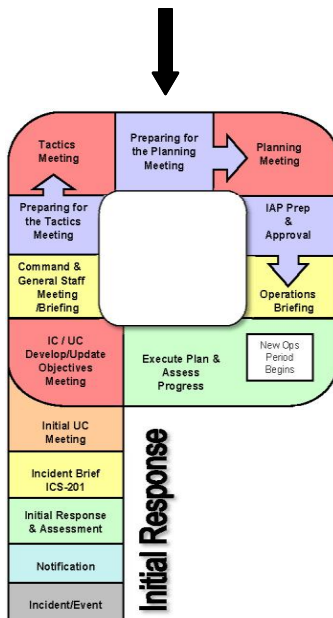 Tactics
Meeting
Preparing for
the Planning
Meeting
Planning
Meeting
Preparing for
the Tactics
Meeting
IAP Prep
&
Approval
Command &
General Staff
Meeting
/Briefing
Operations
Briefing
IC / UC
Develop/Update
Objectives
Meeting
Execute Plan &
Assess
Progress
New Ops
Period
Begins
Initial UC
Meeting
Incident Brief
ICS-201
Initial Response
& Assessment
Notification
Incident/Event
Initial Response